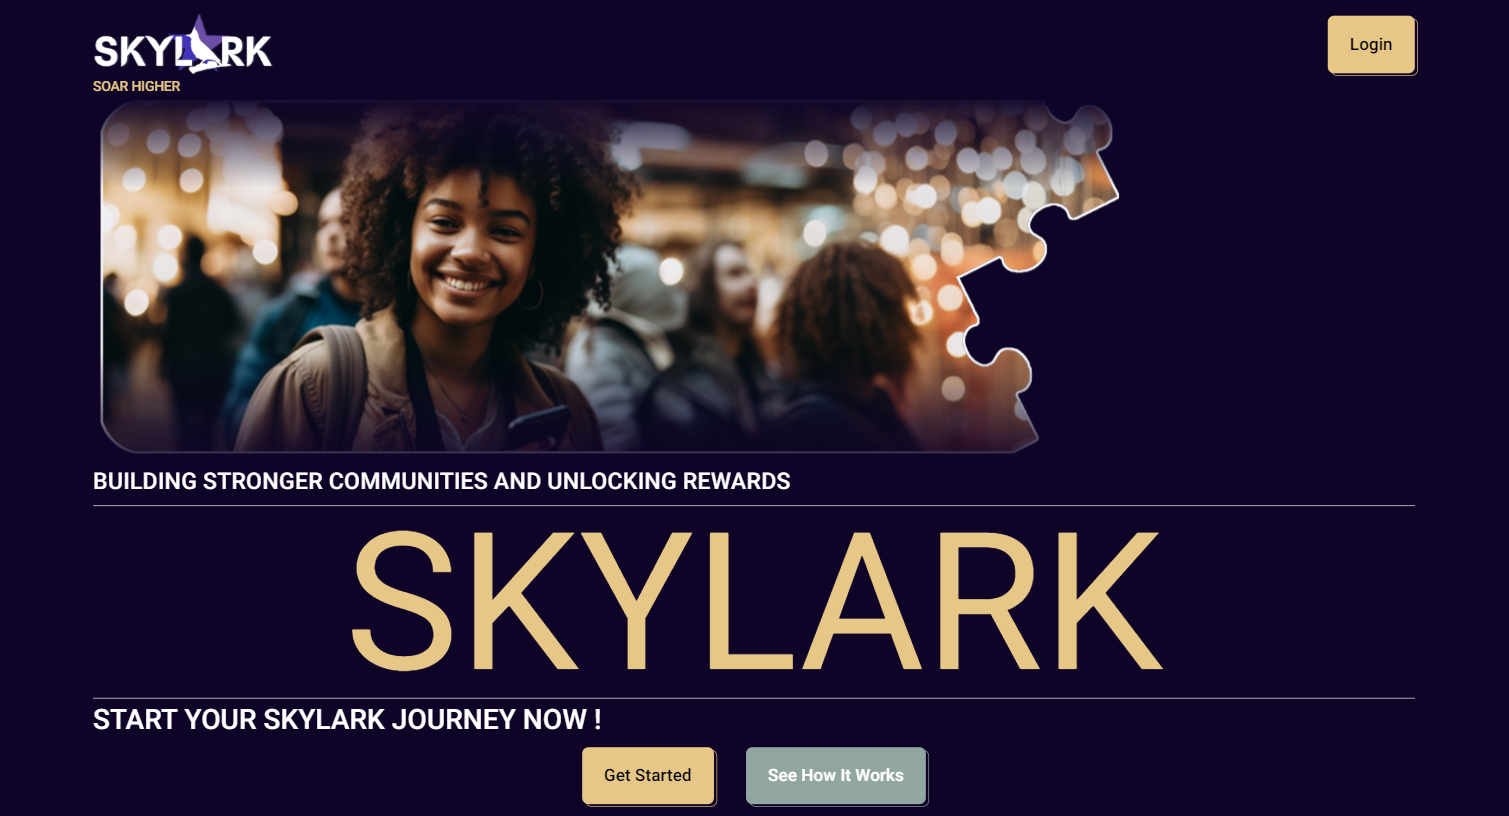 SKYLARK
SOAR HIGHER
Login
BUILDING STRONGER COMMUNITIES AND UNLOCKING REWARDS
SKYLARK
START YOUR SKYLARK JOURNEY NOW !
Get Started
See How It Works